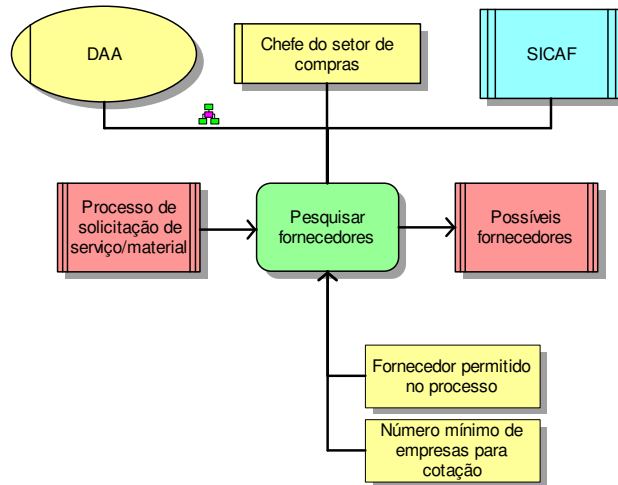 DAA
Chefe do setor de
compras
SICAF
Processo de
solicitação de
serviço/material
Pesquisar
fornecedores
Possíveis
fornecedores
Fornecedor permitido
no processo
Número mínimo de
empresas para
cotação